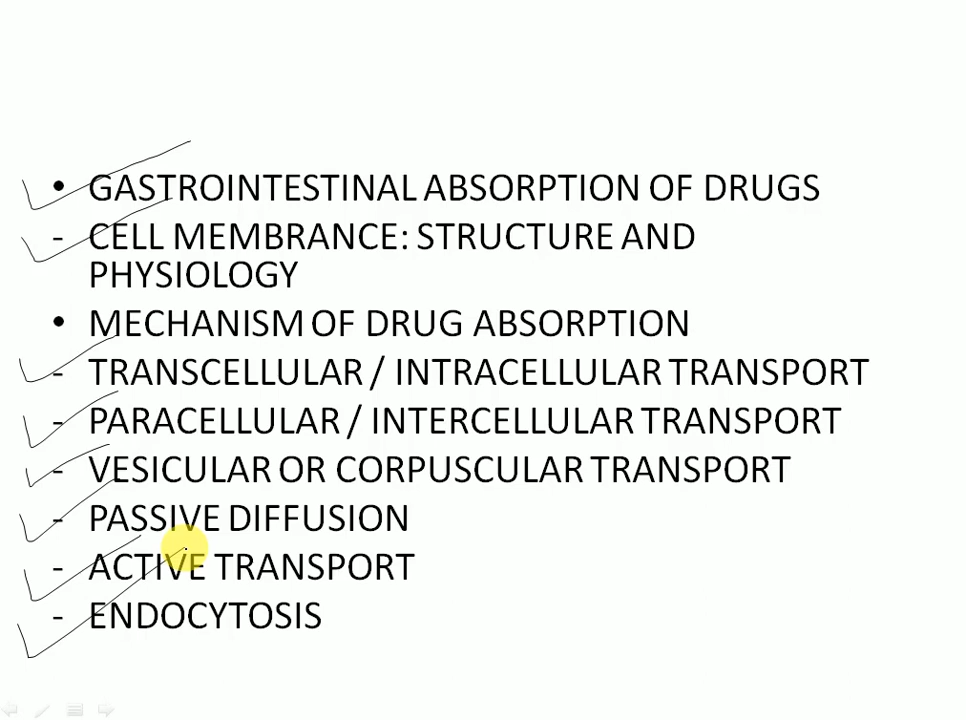 • GASTROINTESTINAL ABSORPTION OF DRUGS
- CELL MEMBRANCE: STRUCTURE AND
PHYSIOLOGY
• MECHANISM OF DRUG ABSORPTION
- TRANSCELLULAR / INTRACELLULAR TRANSPORT
- PARACELLULAR / INTERCELLULAR TRANSPORT
- VESICULAR OR CORPUSCULAR TRANSPORT
- PASSIVE DIFFUSION
- ACTIVE TRANSPORT
- ENDOCYTOSIS